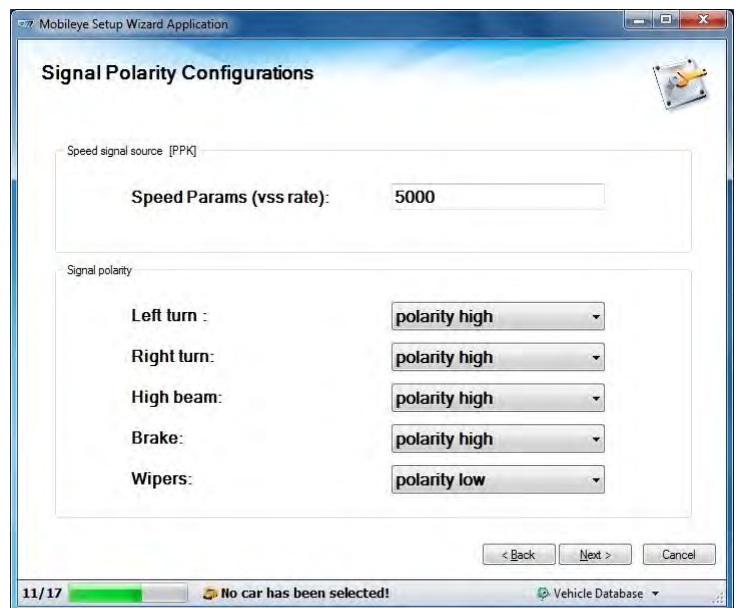 Mobileye Setup Wizard Application
Signal Polarity Configurations
Speed signal source [PPK]
Speed Params (vss rate): 5000
Signal polarity
Left turn : polarity high
Right turn: polarity high
High beam: polarity high
Brake: polarity high
Wipers: polarity low
< Back Next > Cancel
11/17 No car has been selected! Vehicle Database